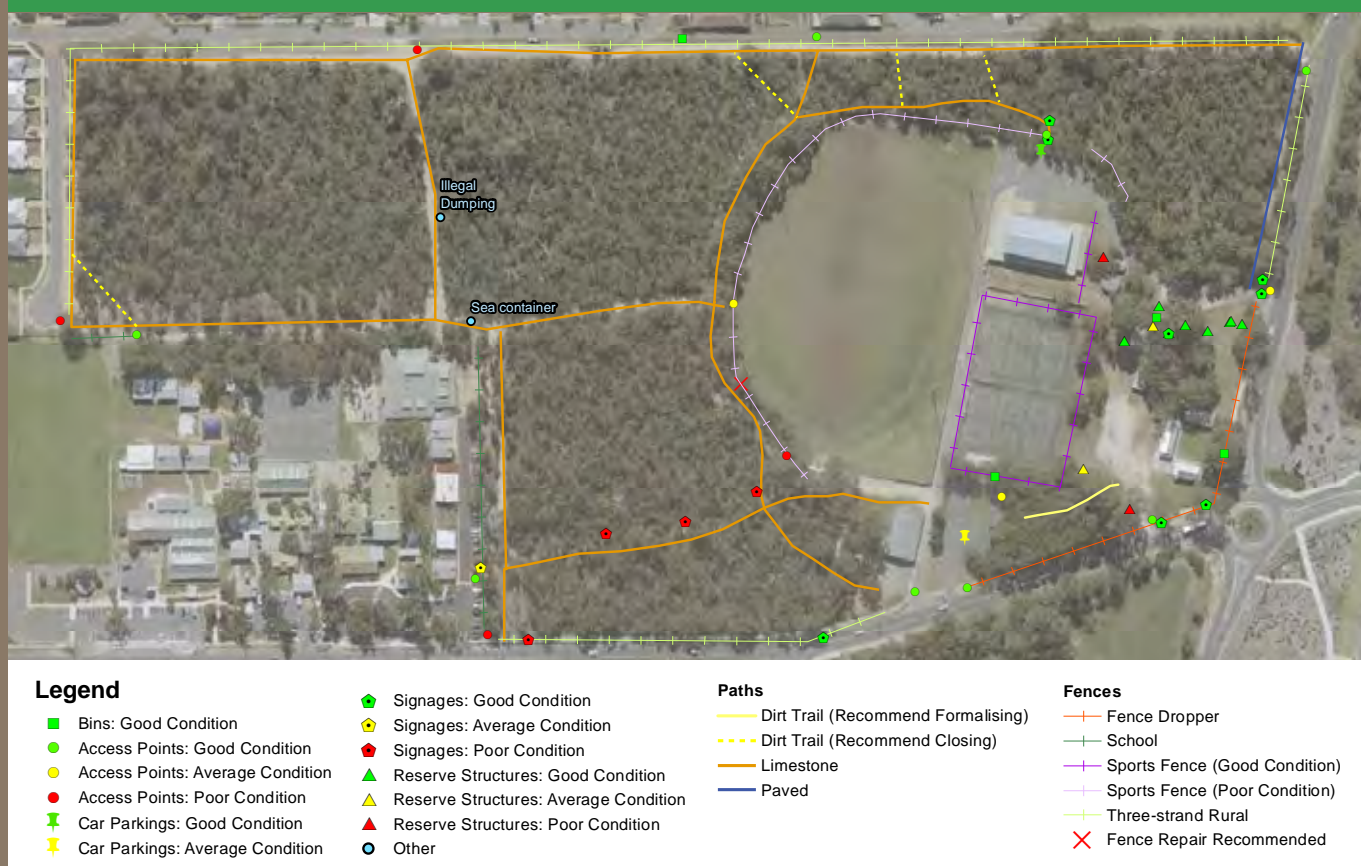 Illegal
Dumping
Sea container
Legend
Bins: Good Condition
Access Points: Good Condition
Access Points: Average Condition
Access Points: Poor Condition
Car Parkings: Good Condition
Car Parkings: Average Condition
Signages: Good Condition
Signages: Average Condition
Signages: Poor Condition
Reserve Structures: Good Condition
Reserve Structures: Average Condition
Reserve Structures: Poor Condition
Other
Paths
Dirt Trail (Recommend Formalising)
Dirt Trail (Recommend Closing)
Limestone
Paved
Fences
Fence Dropper
School
Sports Fence (Good Condition)
Sports Fence (Poor Condition)
Three-strand Rural
Fence Repair Recommended